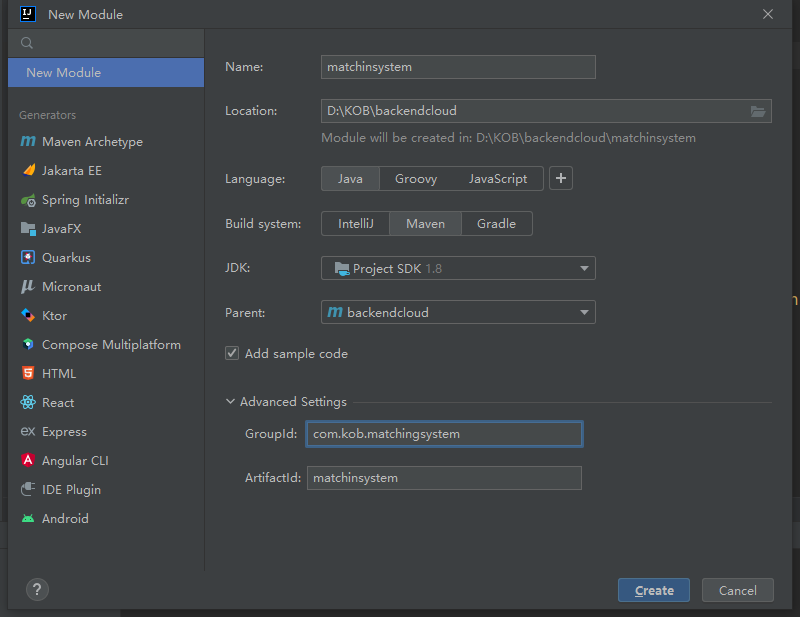 New Module
New Module
Generators
Maven Archetype
Jakarta EE
Spring Initializr
JavaFX
Quarkus
Micronaut
Ktor
Compose Multiplatform
HTML
React
Express
Angular CLI
IDE Plugin
Android
Name: matchinsystem
Location: D:\KOB\backendcloud
Module will be created in: D:\KOB\backendcloud\matchinsystem
Language: Java Groovy JavaScript +
Build system: IntelliJ Maven Gradle
JDK: Project SDK 1.8
Parent: backendcloud
Add sample code
Advanced Settings
GroupId: com.kob.matchingsystem
ArtifactId: matchinsystem
? Create Cancel